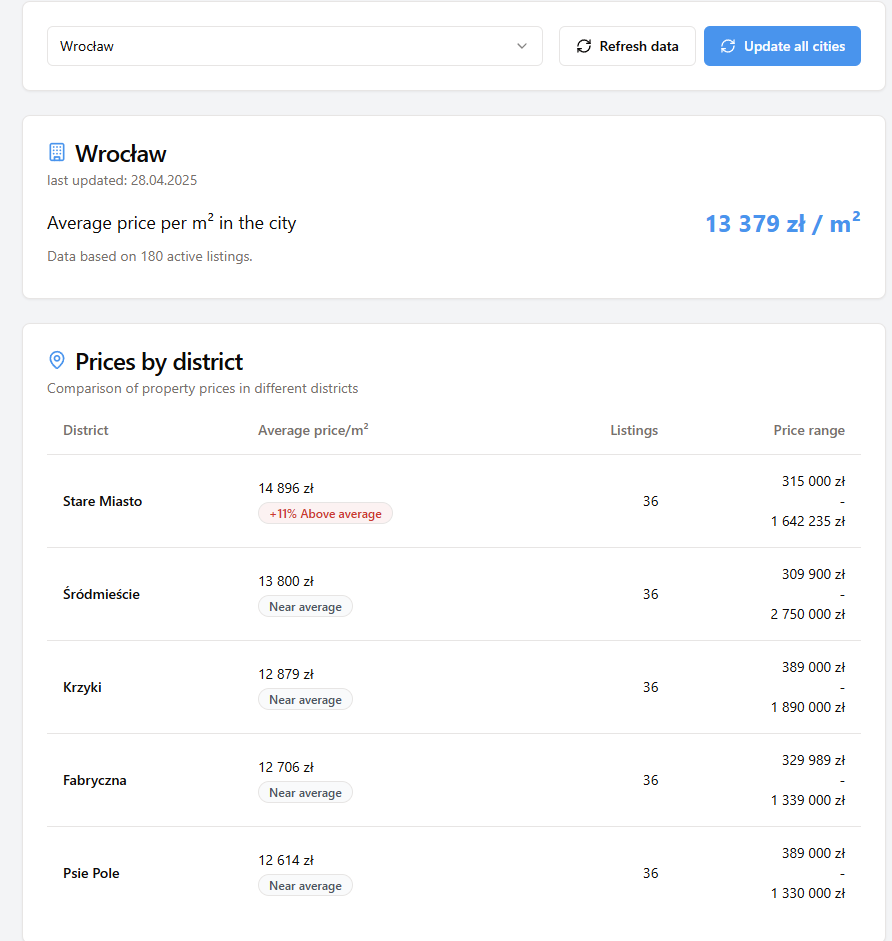 Wrocław
Refresh data
Update all cities
Wrocław
last updated: 28.04.2025
Average price per m² in the city
13 379 zł / m²
Data based on 180 active listings.
Prices by district
Comparison of property prices in different districts
District Average price/m² Listings Price range
Stare Miasto
14 896 zł
+11% Above average
36
315 000 zł
-
1 642 235 zł
Śródmieście
13 800 zł
Near average
36
309 900 zł
-
2 750 000 zł
Krzyki
12 879 zł
Near average
36
389 000 zł
-
1 890 000 zł
Fabryczna
12 706 zł
Near average
36
329 989 zł
-
1 339 000 zł
Psie Pole
12 614 zł
Near average
36
389 000 zł
-
1 330 000 zł